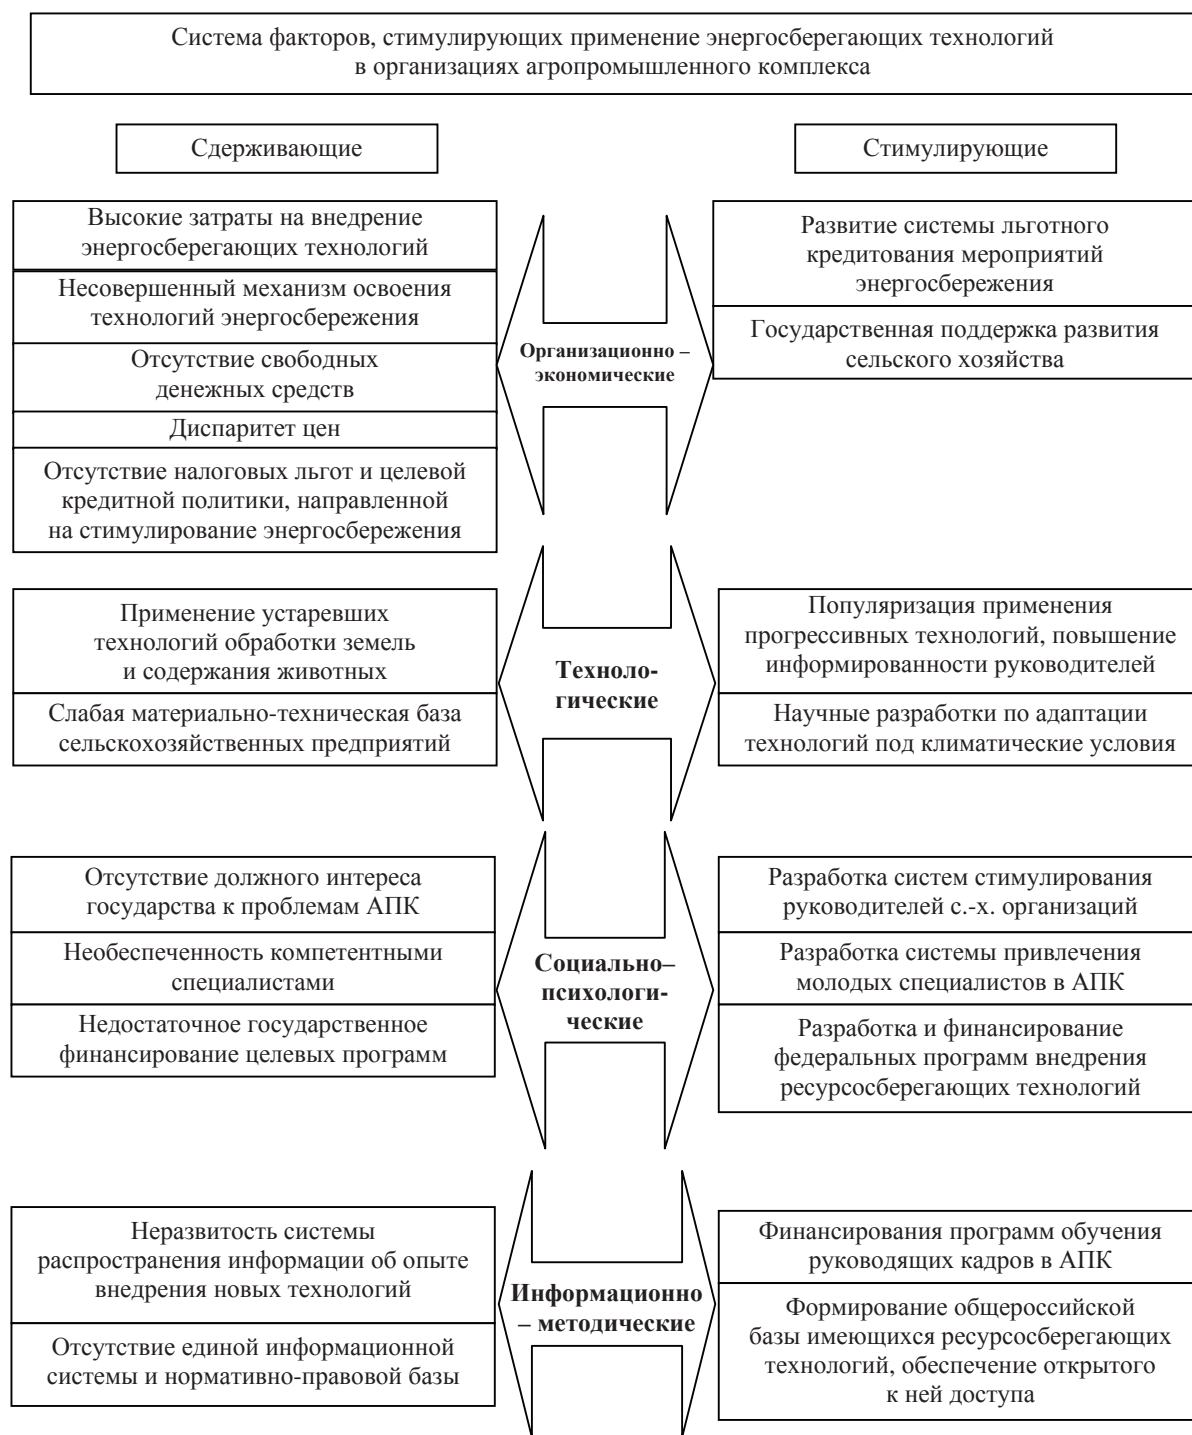 Система факторов, стимулирующих применение энергосберегающих технологий
в организациях агропромышленного комплекса
Сдерживающие
Стимулирующие
Высокие затраты на внедрение
энергосберегающих технологий
Несовершенный механизм освоения
технологий энергосбережения
Отсутствие свободных
денежных средств
Диспаритет цен
Отсутствие налоговых льгот и целевой
кредитной политики, направленной
на стимулирование энергосбережения
Организационно –
экономические
Развитие системы льготного
кредитования мероприятий
энергосбережения
Государственная поддержка развития
сельского хозяйства
Применение устаревших
технологий обработки земель
и содержания животных
Слабая материально-техническая база
сельскохозяйственных предприятий
Техноло-
гические
Популяризация применения
прогрессивных технологий, повышение
информированности руководителей
Научные разработки по адаптации
технологий под климатические условия
Отсутствие должного интереса
государства к проблемам АПК
Необеспеченность компетентными
специалистами
Недостаточное государственное
финансирование целевых программ
Социально–
психологи-
ческие
Разработка систем стимулирования
руководителей с.-х. организаций
Разработка системы привлечения
молодых специалистов в АПК
Разработка и финансирование
федеральных программ внедрения
ресурсосберегающих технологий
Неразвитость системы
распространения информации об опыте
внедрения новых технологий
Отсутствие единой информационной
системы и нормативно-правовой базы
Информационно
– методические
Финансирования программ обучения
руководящих кадров в АПК
Формирование общероссийской
базы имеющихся ресурсосберегающих
технологий, обеспечение открытого
к ней доступа